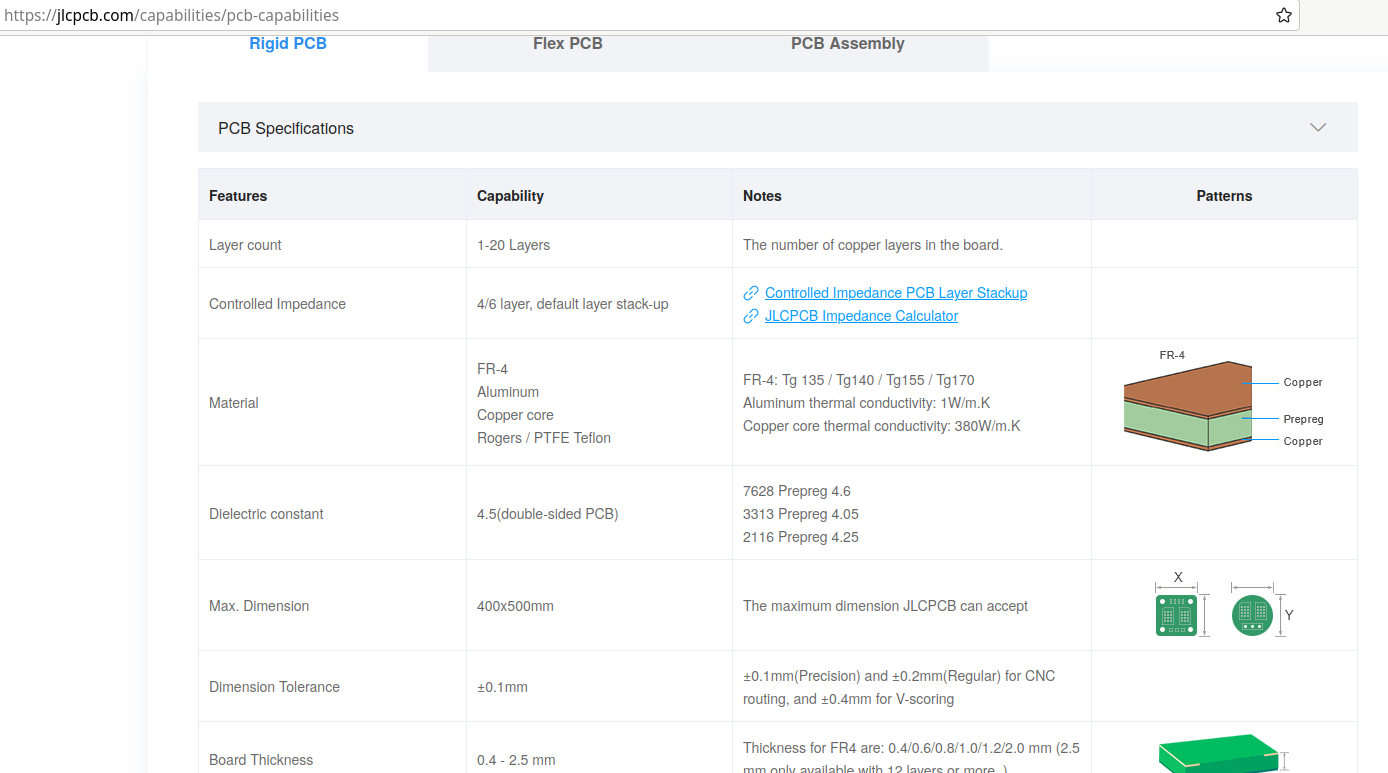 https://jlcpcb.com/capabilities/pcb-capabilities
Rigid PCB
Flex PCB
PCB Assembly
PCB Specifications
Features
Capability
Notes
Patterns
Layer count
1-20 Layers
The number of copper layers in the board.
Controlled Impedance
4/6 layer, default layer stack-up
Controlled Impedance PCB Layer Stackup
JLCPCB Impedance Calculator
Material
FR-4
Aluminum
Copper core
Rogers / PTFE Teflon
FR-4: Tg 135 / Tg140 / Tg155 / Tg170
Aluminum thermal conductivity: 1W/m.K
Copper core thermal conductivity: 380W/m.K
FR-4
Copper
Prepreg
Copper
Dielectric constant
4.5(double-sided PCB)
7628 Prepreg 4.6
3313 Prepreg 4.05
2116 Prepreg 4.25
Max. Dimension
400x500mm
The maximum dimension JLCPCB can accept
X
Y
Dimension Tolerance
±0.1mm
±0.1mm(Precision) and ±0.2mm(Regular) for CNC
routing, and ±0.4mm for V-scoring
Board Thickness
0.4 - 2.5 mm
Thickness for FR4 are: 0.4/0.6/0.8/1.0/1.2/2.0 mm (2.5
mm only available with 12 layers or more. )